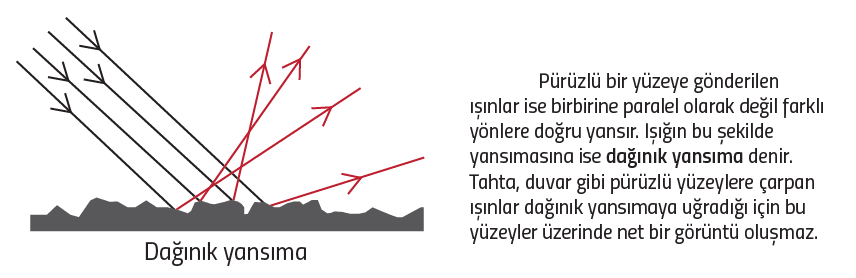 Dağınık yansıma
Pürüzlü bir yüzeye gönderilen
ışınlar ise birbirine paralel olarak değil farklı
yönlere doğru yansır. Işığın bu şekilde
yansımasına ise dağınık yansıma denir.
Tahta, duvar gibi pürüzlü yüzeylere çarpan
ışınlar dağınık yansımaya uğradığı için bu
yüzeyler üzerinde net bir görüntü oluşmaz.